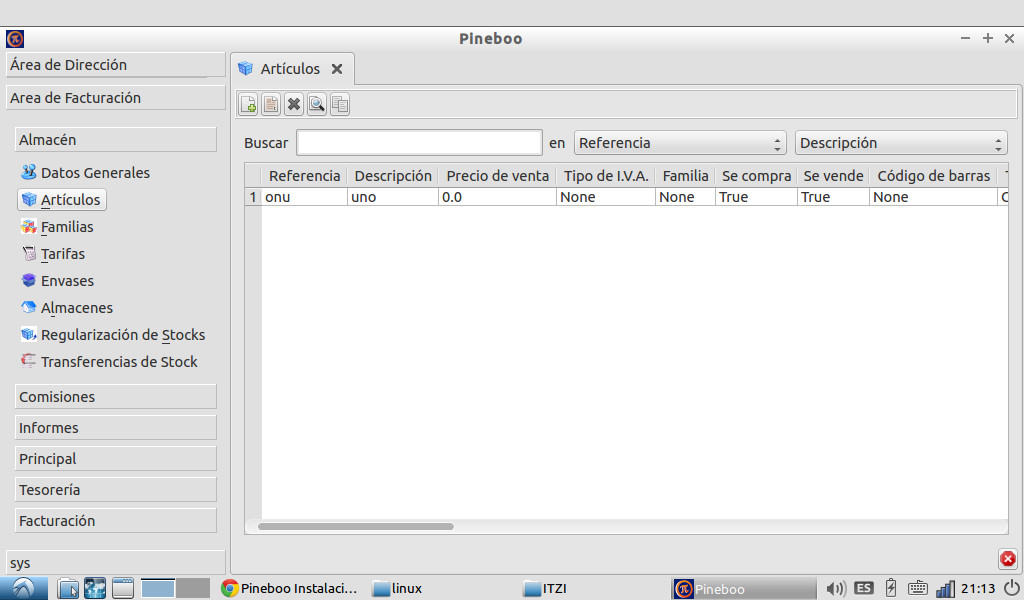 Pineboo
Área de Dirección
Area de Facturación
Almacén
Datos Generales
Artículos
Familias
Tarifas
Envases
Almacenes
Regularización de Stocks
Transferencias de Stock
Comisiones
Informes
Principal
Tesorería
Facturación
sys
Artículos
Buscar en Referencia Descripción
Referencia Descripción Precio de venta Tipo de I.V.A. Familia Se compra Se vende Código de barras
1 onu uno 0.0 None None True True None
Pineboo Instalaci... linux ITZI Pineboo ES 21:13